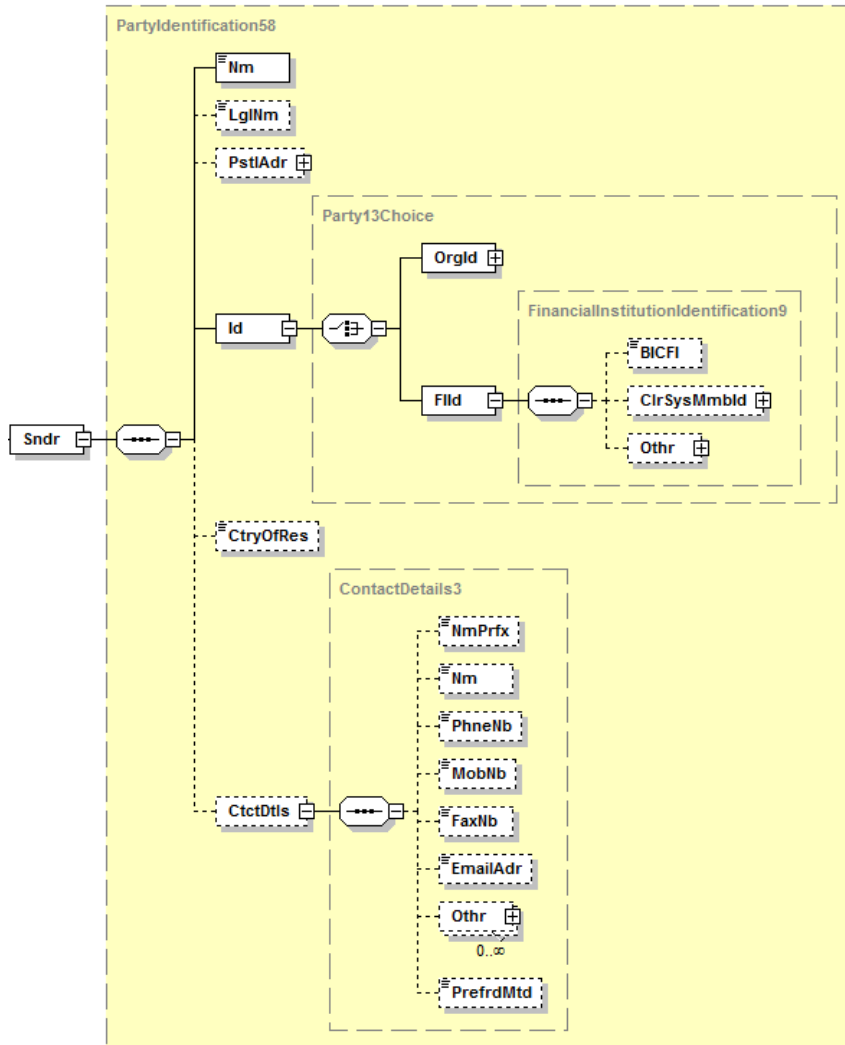 PartyIdentification58
Nm
LglNm
PstlAdr
Party13Choice
OrgId
FinancialInstitutionIdentification9
Id
BICFI
FIId
ClrSysMmbId
Sndr
Othr
CtryOfRes
ContactDetails3
NmPrfx
Nm
PhneNb
MobNb
CtctDtls
FaxNb
EmailAdr
Othr
0..∞
PrefrdMtd